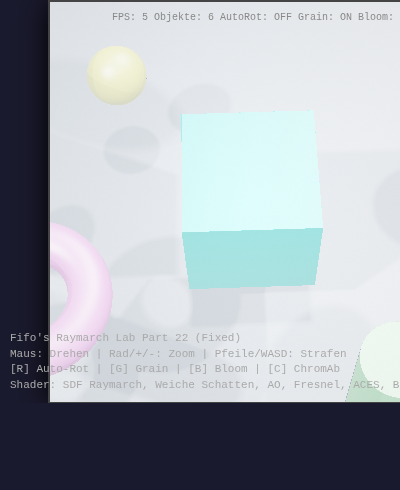 FPS: 5 Objekte: 6 AutoRot: OFF Grain: ON Bloom:
Fifo's Raymarch Lab Part 22 (Fixed)
Maus: Drehen | Rad/+/-: Zoom | Pfeile/WASD: Strafen
[R] Auto-Rot | [G] Grain | [B] Bloom | [C] ChromAb
Shader: SDF Raymarch, Weiche Schatten, AO, Fresnel, ACES, B